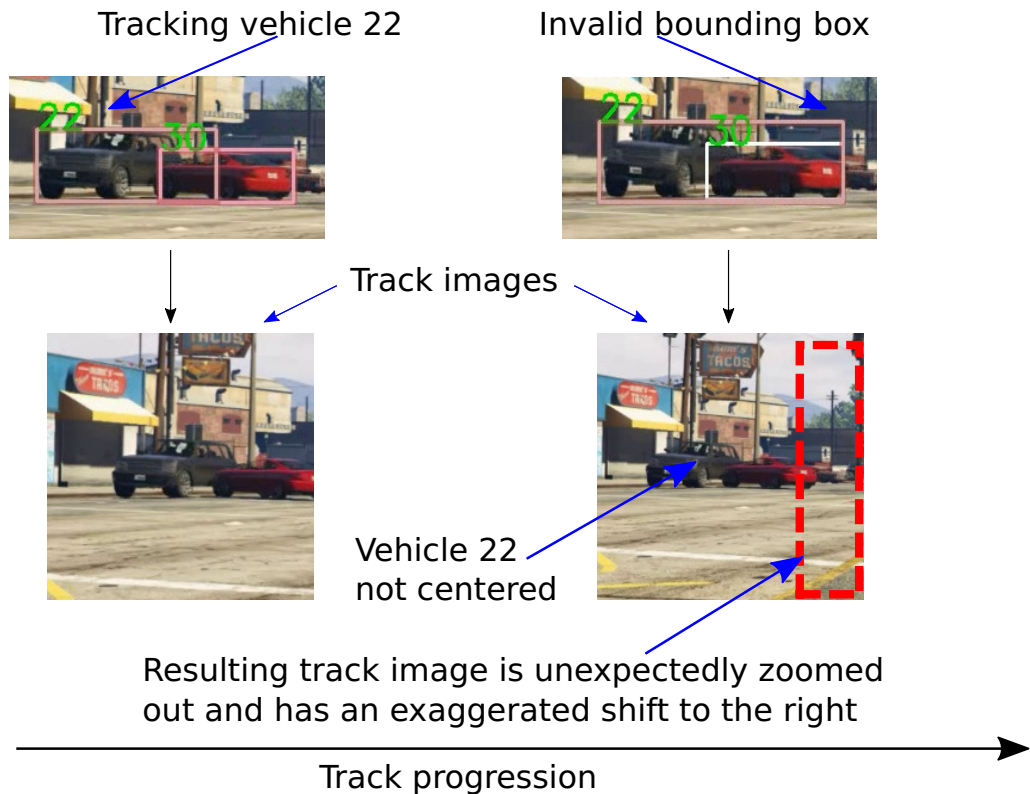 Tracking vehicle 22
Invalid bounding box
22
30
22
30
Track images
TACOS
TACOS
TACOS
TACOS
Vehicle 22
not centered
Resulting track image is unexpectedly zoomed
out and has an exaggerated shift to the right
Track progression